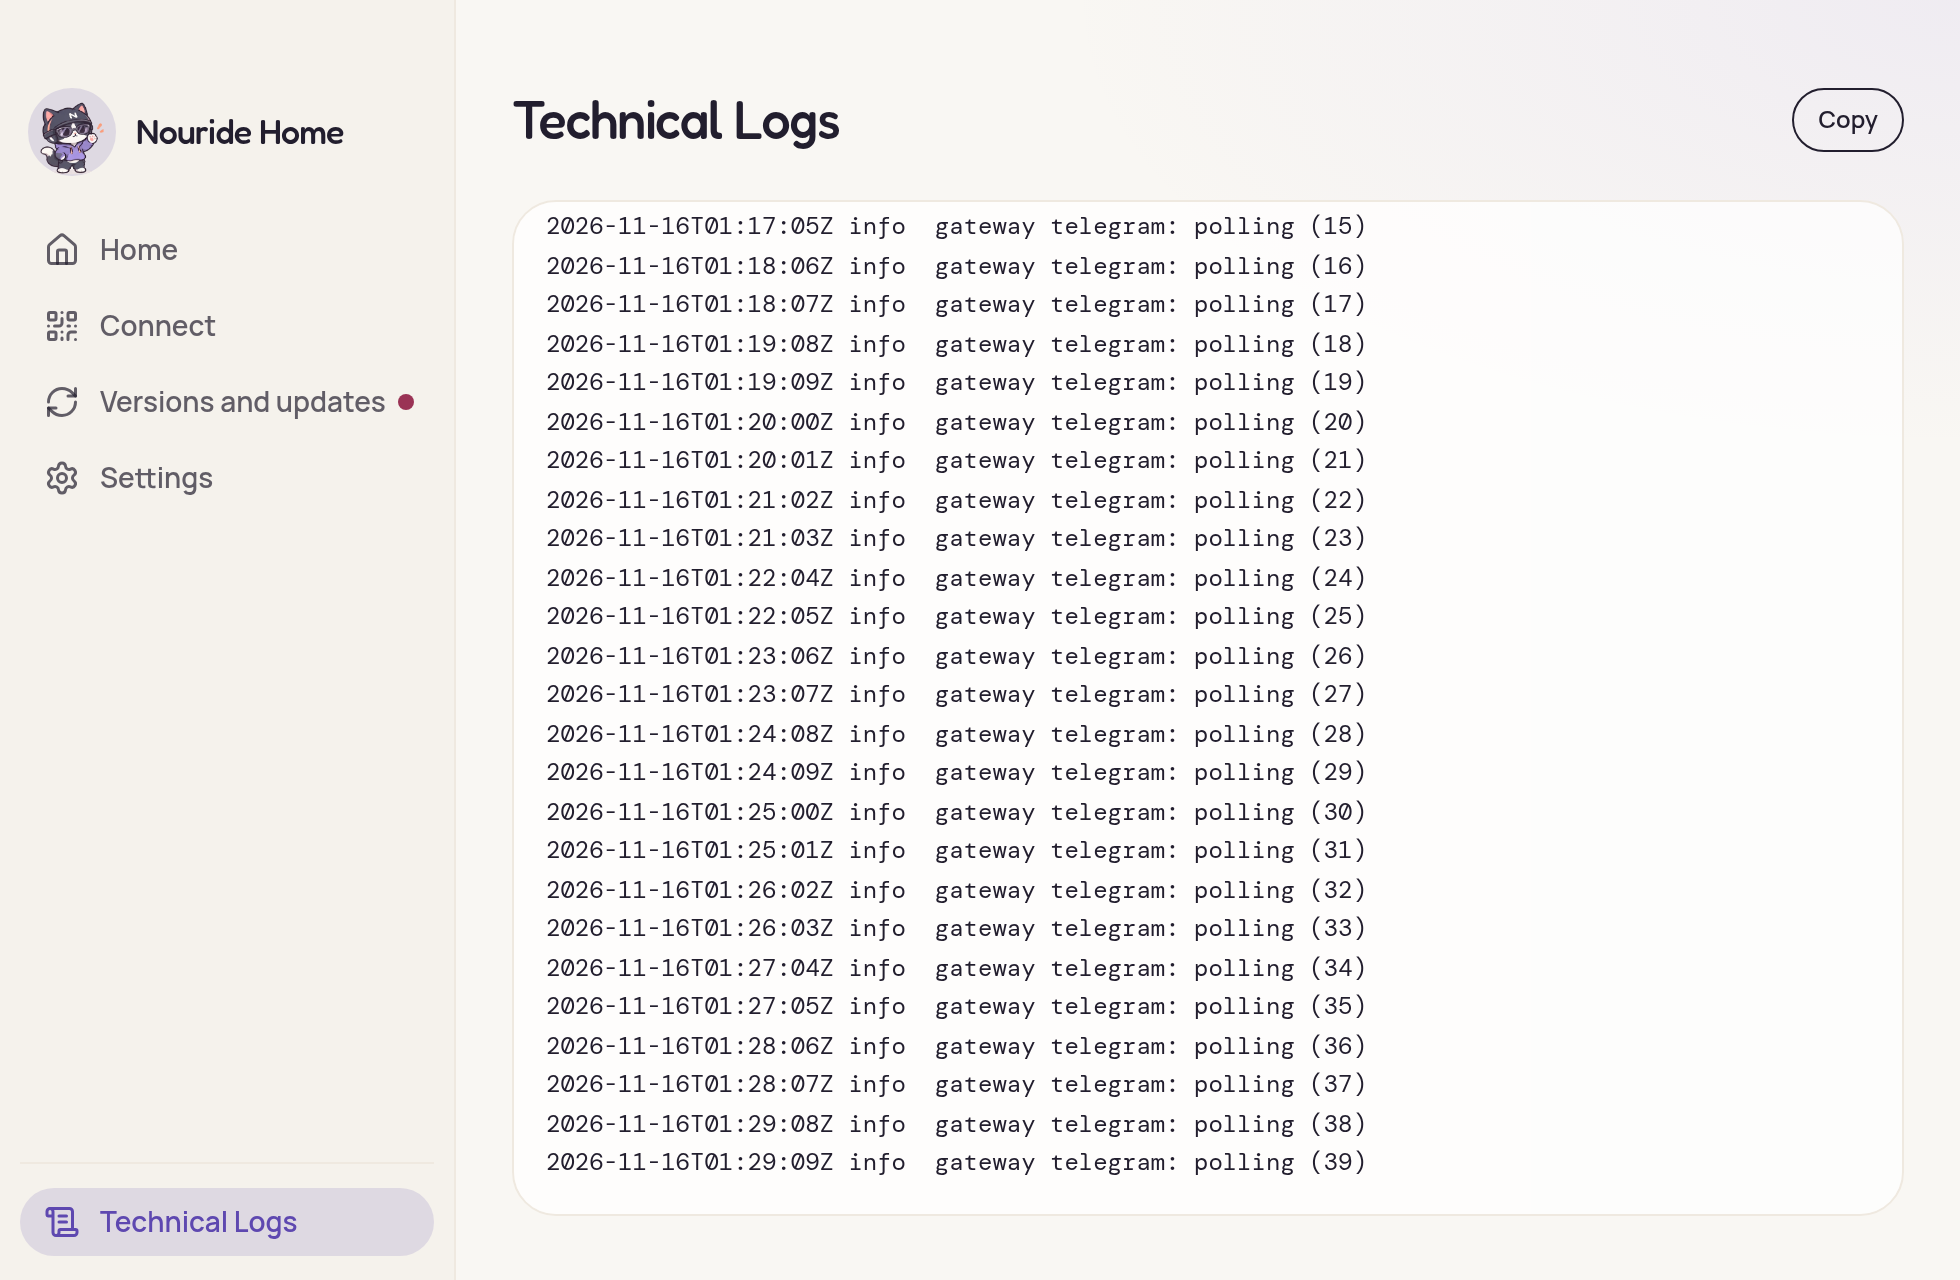 Nouride Home
Home
Connect
Versions and updates
Settings
Technical Logs
Technical Logs
Copy
2026-11-16T01:17:05Z info  gateway telegram: polling (15)
2026-11-16T01:18:06Z info  gateway telegram: polling (16)
2026-11-16T01:18:07Z info  gateway telegram: polling (17)
2026-11-16T01:19:08Z info  gateway telegram: polling (18)
2026-11-16T01:19:09Z info  gateway telegram: polling (19)
2026-11-16T01:20:00Z info  gateway telegram: polling (20)
2026-11-16T01:20:01Z info  gateway telegram: polling (21)
2026-11-16T01:21:02Z info  gateway telegram: polling (22)
2026-11-16T01:21:03Z info  gateway telegram: polling (23)
2026-11-16T01:22:04Z info  gateway telegram: polling (24)
2026-11-16T01:22:05Z info  gateway telegram: polling (25)
2026-11-16T01:23:06Z info  gateway telegram: polling (26)
2026-11-16T01:23:07Z info  gateway telegram: polling (27)
2026-11-16T01:24:08Z info  gateway telegram: polling (28)
2026-11-16T01:24:09Z info  gateway telegram: polling (29)
2026-11-16T01:25:00Z info  gateway telegram: polling (30)
2026-11-16T01:25:01Z info  gateway telegram: polling (31)
2026-11-16T01:26:02Z info  gateway telegram: polling (32)
2026-11-16T01:26:03Z info  gateway telegram: polling (33)
2026-11-16T01:27:04Z info  gateway telegram: polling (34)
2026-11-16T01:27:05Z info  gateway telegram: polling (35)
2026-11-16T01:28:06Z info  gateway telegram: polling (36)
2026-11-16T01:28:07Z info  gateway telegram: polling (37)
2026-11-16T01:29:08Z info  gateway telegram: polling (38)
2026-11-16T01:29:09Z info  gateway telegram: polling (39)